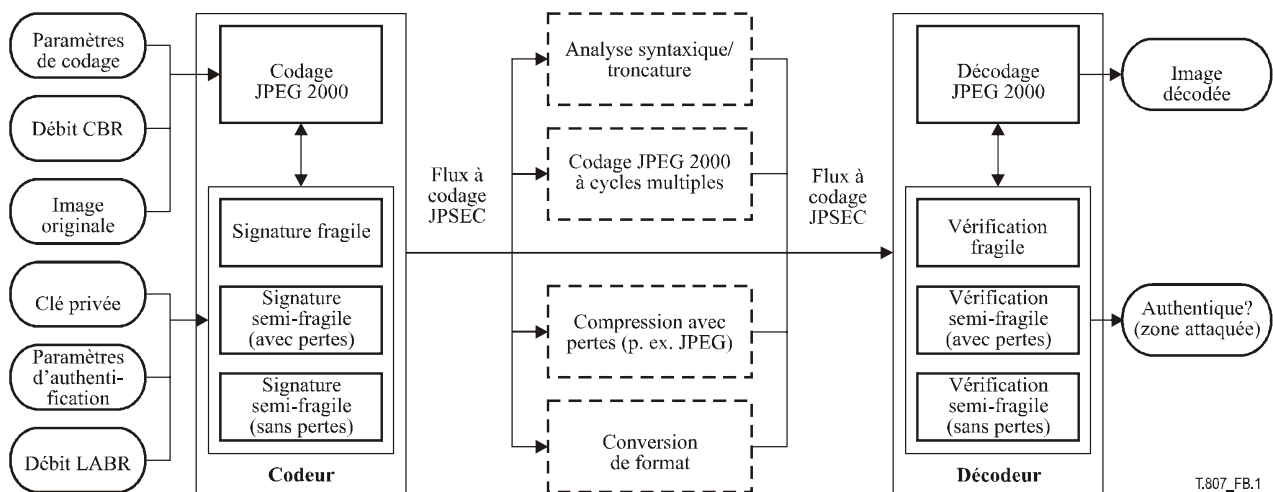 Paramètres
de codage
Débit CBR
Image
originale
Clé privée
Paramètres
d'authenti-
fication
Débit LABR
Codage
JPEG 2000
Signature fragile
Signature
semi-fragile
(avec pertes)
Signature
semi-fragile
(sans pertes)
Codeur
Flux à
codage
JPSEC
Analyse syntaxique/
troncature
Codage JPEG 2000
à cycles multiples
Compression avec
pertes (p. ex. JPEG)
Conversion
de format
Flux à
codage
JPSEC
Décodage
JPEG 2000
Vérification
fragile
Vérification
semi-fragile
(avec pertes)
Vérification
semi-fragile
(sans pertes)
Décodeur
Image
décodée
Authentique?
(zone attaquée)
T.807_FB.1